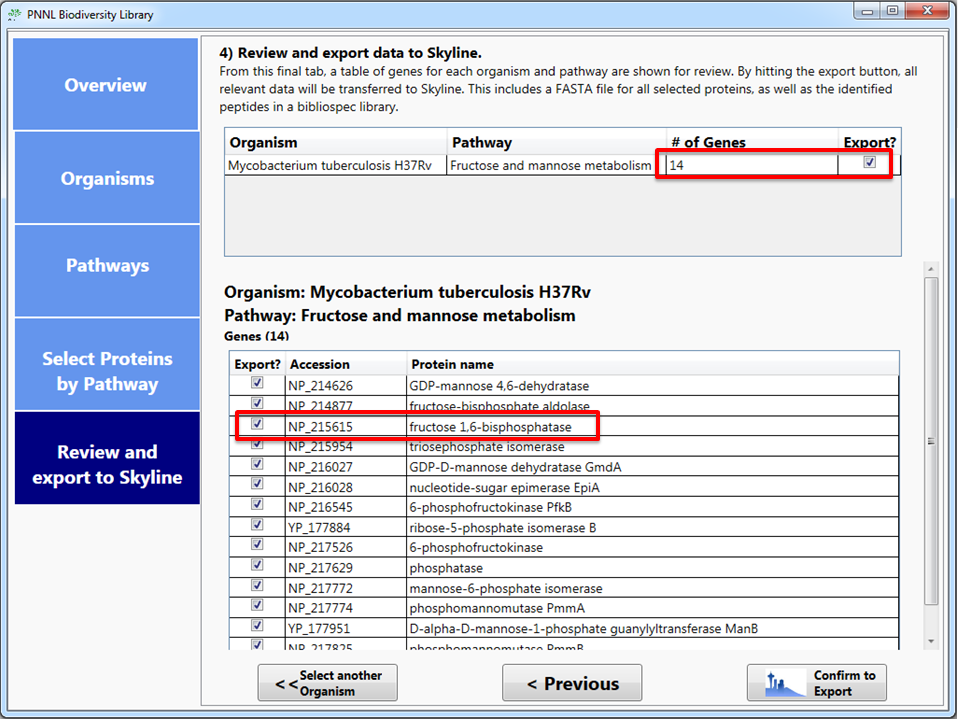 PNNL Biodiversity Library
Overview
Organisms
Pathways
Select Proteins
by Pathway
Review and
export to Skyline
4) Review and export data to Skyline.
From this final tab, a table of genes for each organism and pathway are shown for review. By hitting the export button, all
relevant data will be transferred to Skyline. This includes a FASTA file for all selected proteins, as well as the identified
peptides in a bibliospec library.
Organism Pathway # of Genes Export?
Mycobacterium tuberculosis H37Rv Fructose and mannose metabolism 14
Organism: Mycobacterium tuberculosis H37Rv
Pathway: Fructose and mannose metabolism
Genes (14)
Export? Accession Protein name
NP_214626 GDP-mannose 4,6-dehydratase
NP_214877 fructose-bisphosphate aldolase
NP_215615 fructose 1,6-bisphosphatase
NP_215954 triosephosphate isomerase
NP_216027 GDP-D-mannose dehydratase GmdA
NP_216028 nucleotide-sugar epimerase EpiA
NP_216545 6-phosphofructokinase PfkB
YP_177884 ribose-5-phosphate isomerase B
NP_217526 6-phosphofructokinase
NP_217629 phosphatase
NP_217772 mannose-6-phosphate isomerase
NP_217774 phosphomannomutase PmmA
YP_177951 D-alpha-D-mannose-1-phosphate guanylyltransferase ManB
NP_217825 phosphomannomutase PmmB
<< Select another
Organism
< Previous
Confirm to
Export